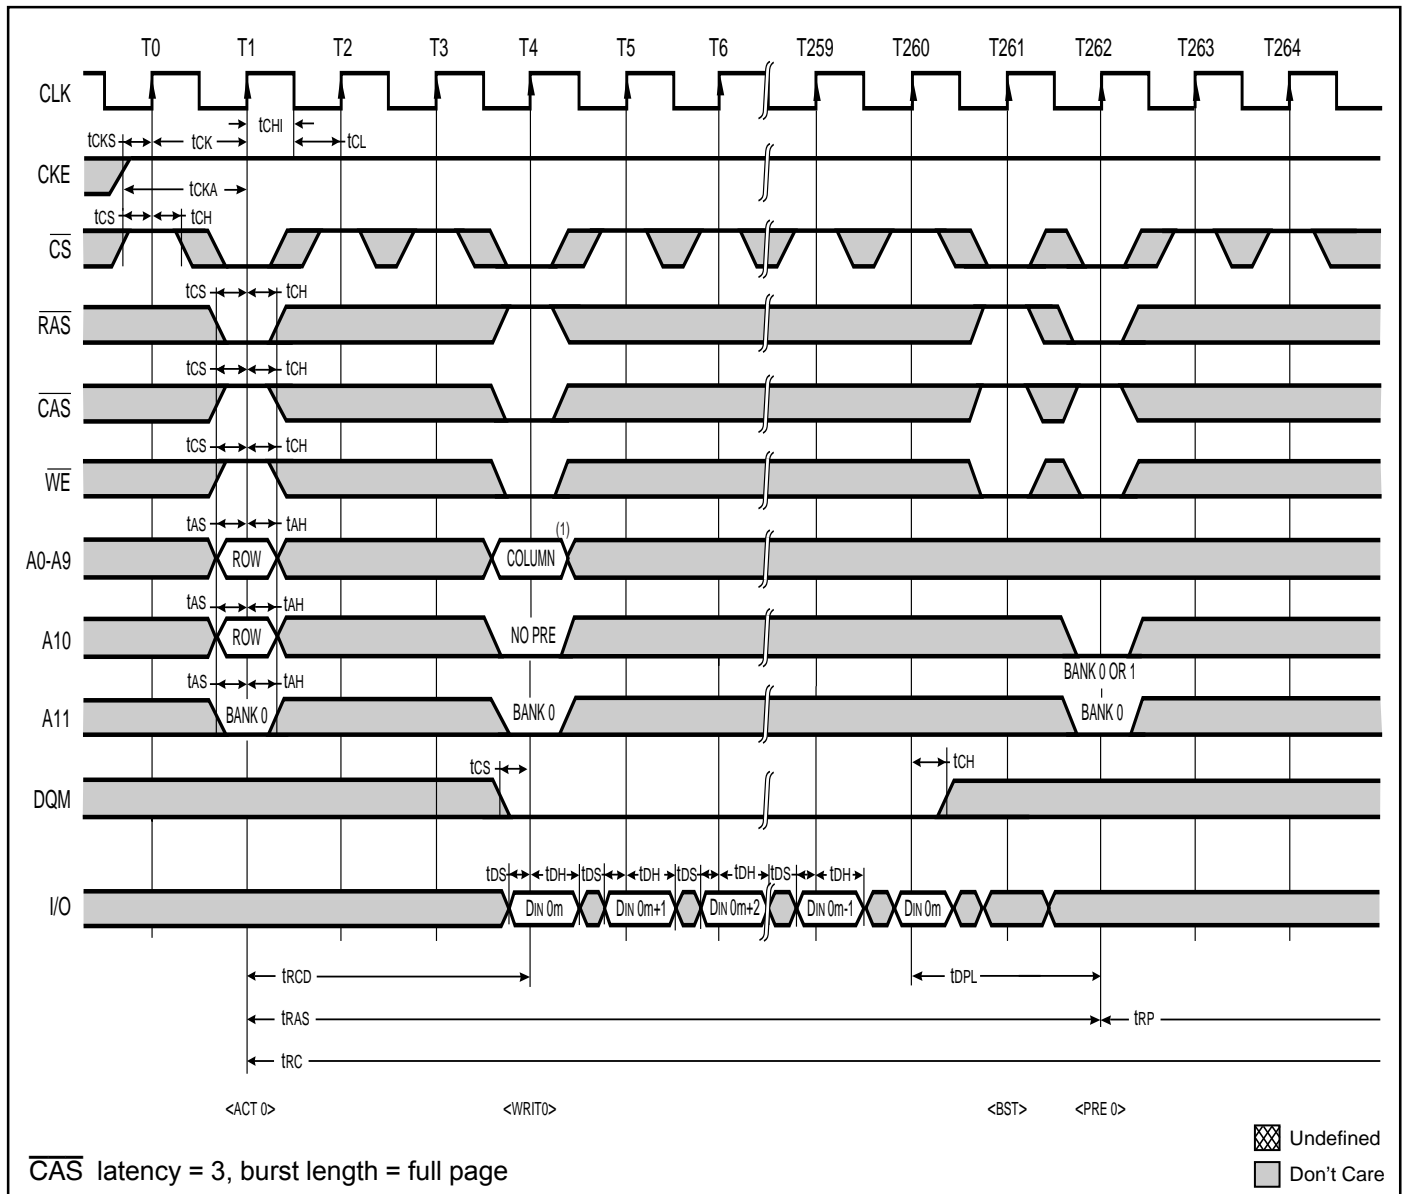 T0 T1 T2 T3 T4 T5 T6 T259 T260 T261 T262 T263 T264
CLK
tCHI
tCKS tCK tCL
CKE
tCKA
tCS tCH
CS
tCS tCH
RAS
tCS tCH
CAS
tCS tCH
WE
tAS tAH (1)
A0-A9 ROW COLUMN
tAS tAH
A10 ROW NO PRE
BANK 0 OR 1
tAS tAH
A11 BANK 0 BANK 0 BANK 0
tCS tCH
DQM
tDS tDH tDS tDH tDS tDH tDS tDH
I/O DIN 0m DIN 0m+1 DIN 0m+2 DIN 0m-1 DIN 0m
tRCD tDPL
tRAS tRP
tRC
<ACT 0> <WRIT0> <BST> <PRE 0>
Undefined
CAS latency = 3, burst length = full page
Don't Care